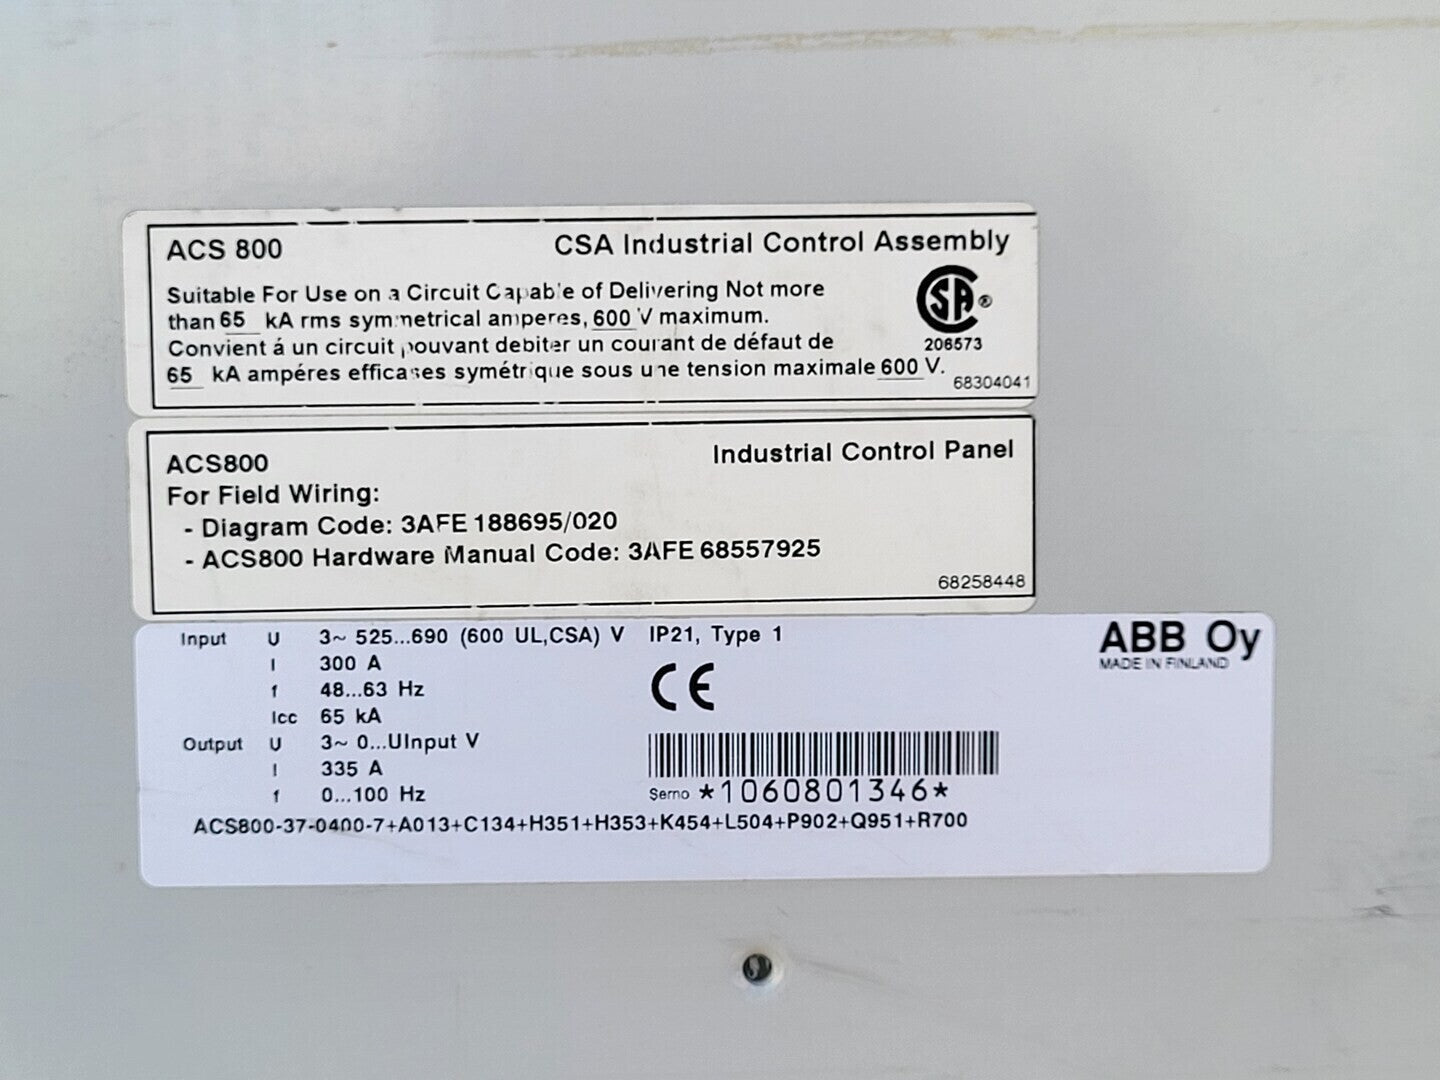 ACS 800 CSA Industrial Control Assembly
Suitable For Use on a Circuit Capable of Delivering Not more
than 65 kA rms symmetrical amperes, 600 V maximum.
Convient á un circuit pouvant debiter un courant de défaut de
65 kA ampéres efficases symétrique sous une tension maximale 600 V.
SA ®
206573
68304041
ACS800 Industrial Control Panel
For Field Wiring:
- Diagram Code: 3AFE 188695/020
- ACS800 Hardware Manual Code: 3AFE 68557925
68258448
Input U 3~ 525...690 (600 UL,CSA) V IP21, Type 1
I 300 A
f 48...63 Hz
Icc 65 kA
Output U 3~ 0...UInput V
I 335 A
f 0...100 Hz
CE
ABB Oy
MADE IN FINLAND
Serno *1060801346*
ACS800-37-0400-7+A013+C134+H351+H353+K454+L504+P902+Q951+R700